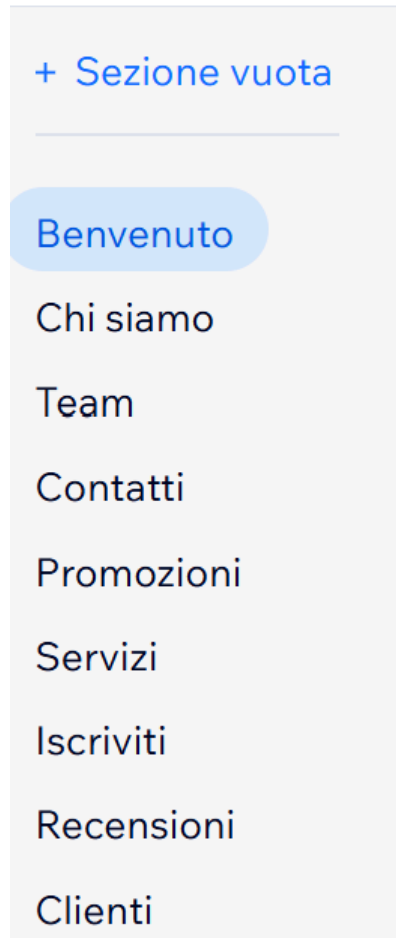 + Sezione vuota
Benvenuto
Chi siamo
Team
Contatti
Promozioni
Servizi
Iscriviti
Recensioni
Clienti